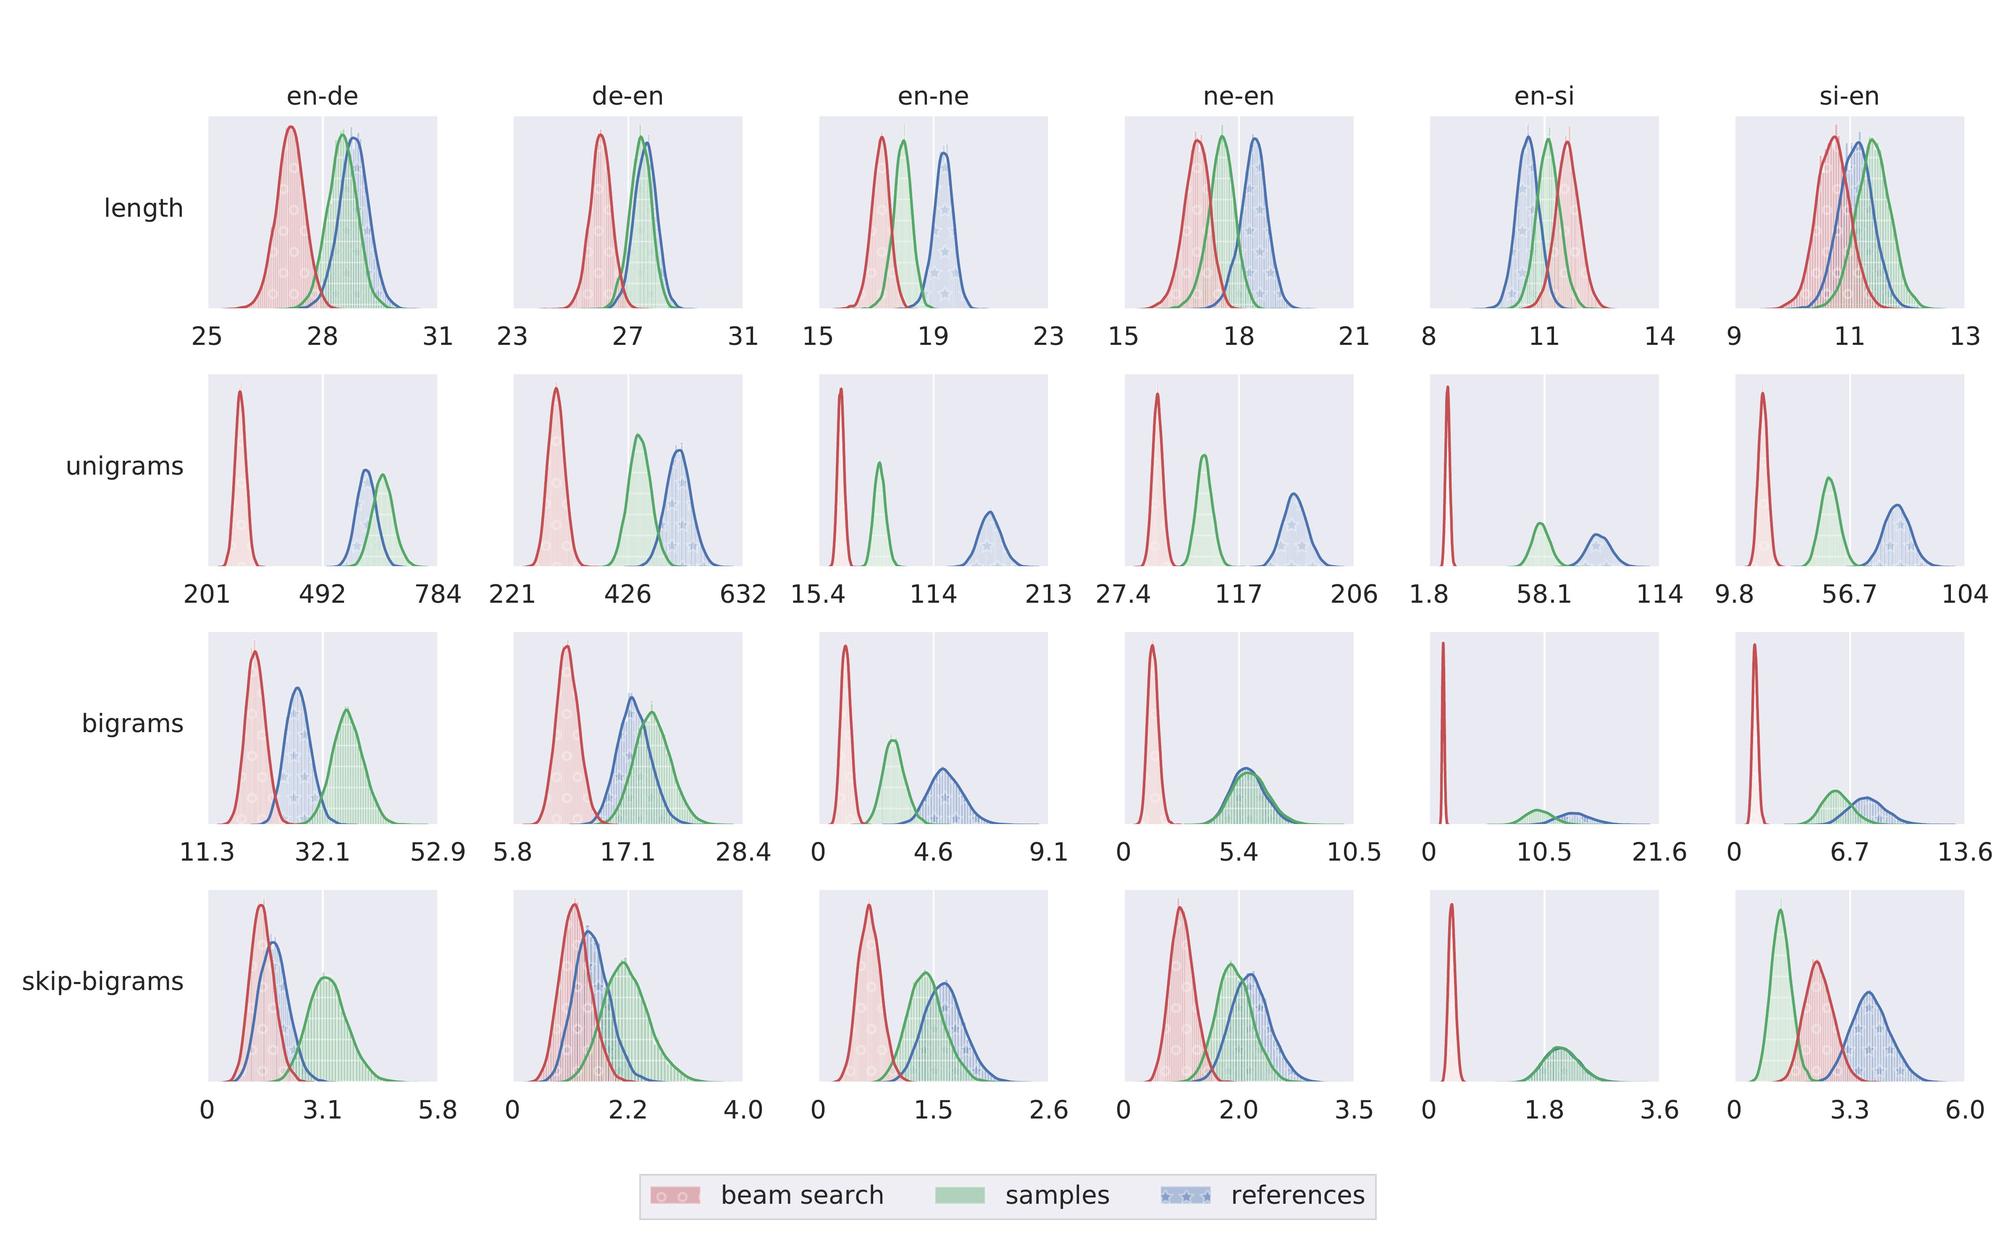 en-de de-en en-ne ne-en en-si si-en
length
25 28 31 23 27 31 15 19 23 15 18 21 8 11 14 9 11 13
unigrams
201 492 784 221 426 632 15.4 114 213 27.4 117 206 1.8 58.1 114 9.8 56.7 104
bigrams
11.3 32.1 52.9 5.8 17.1 28.4 0 4.6 9.1 0 5.4 10.5 0 10.5 21.6 0 6.7 13.6
skip-bigrams
0 3.1 5.8 0 2.2 4.0 0 1.5 2.6 0 2.0 3.5 0 1.8 3.6 0 3.3 6.0
beam search samples references